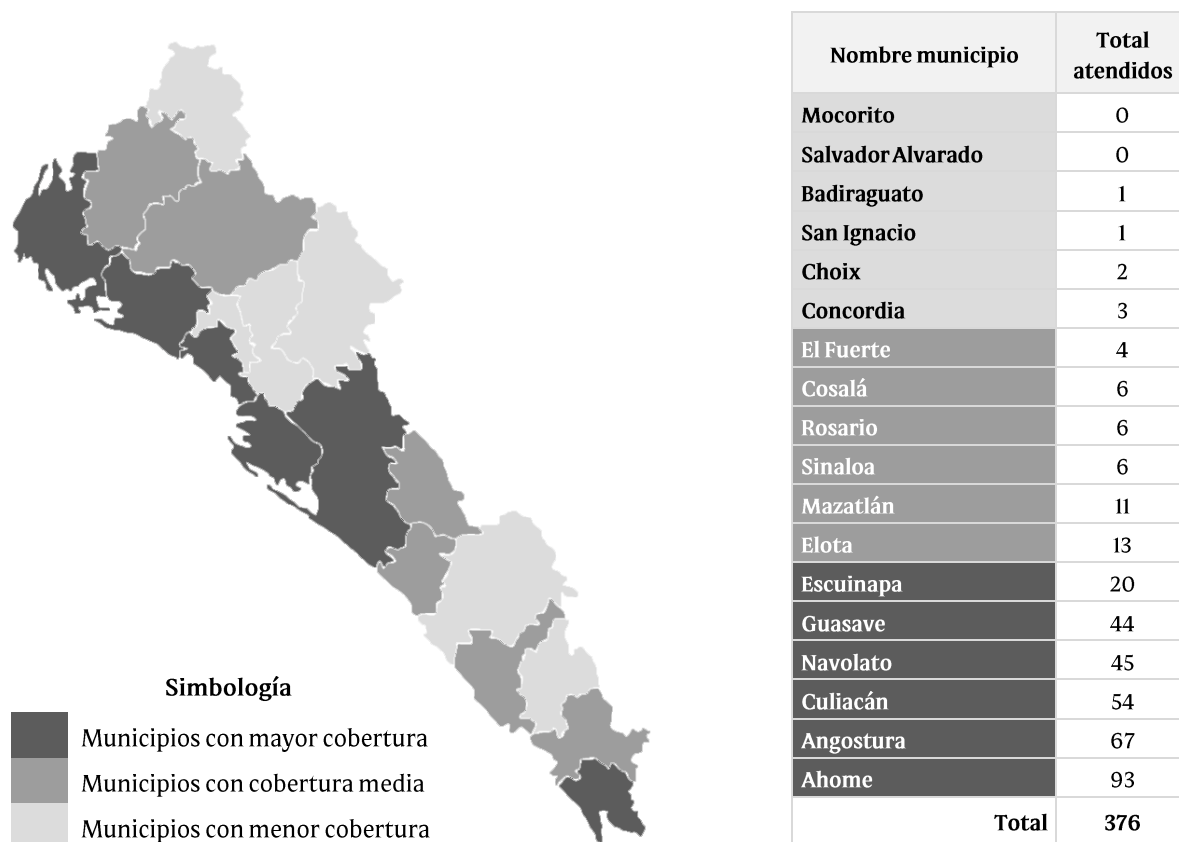 Nombre municipio Total atendidos
Mocorito 0
Salvador Alvarado 0
Badiraguato 1
San Ignacio 1
Choix 2
Concordia 3
El Fuerte 4
Cosalá 6
Rosario 6
Sinaloa 6
Mazatlán 11
Elota 13
Escuinapa 20
Guasave 44
Navolato 45
Culiacán 54
Angostura 67
Ahome 93
Total 376
Simbología
Municipios con mayor cobertura
Municipios con cobertura media
Municipios con menor cobertura